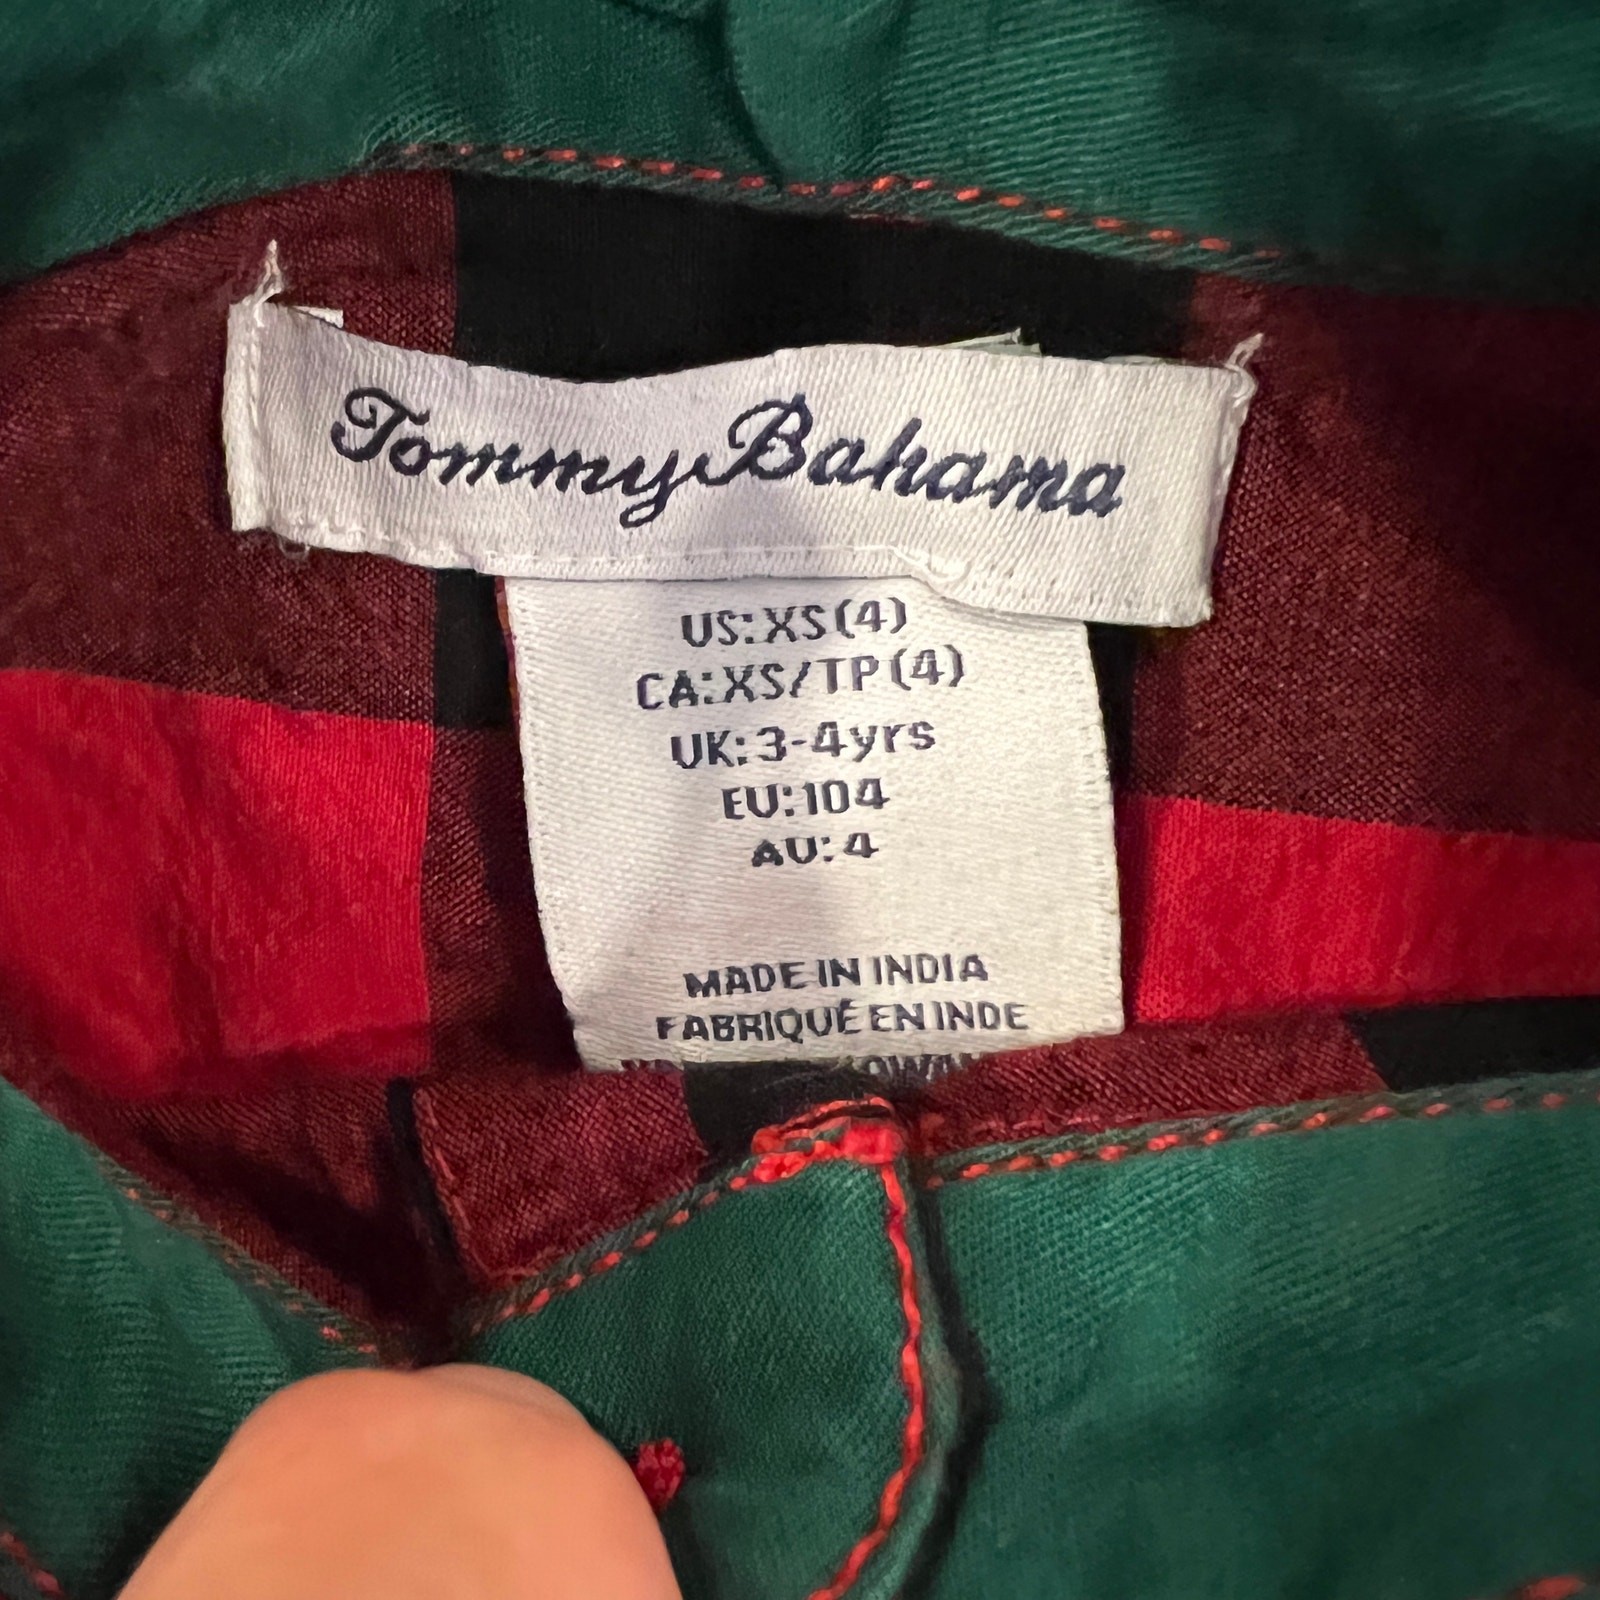 Tommy Bahama
US: XS (4)
CA: XS/TP (4)
UK: 3-4yrs
EU: 104
AU: 4
MADE IN INDIA
FABRIQUÉ EN INDE